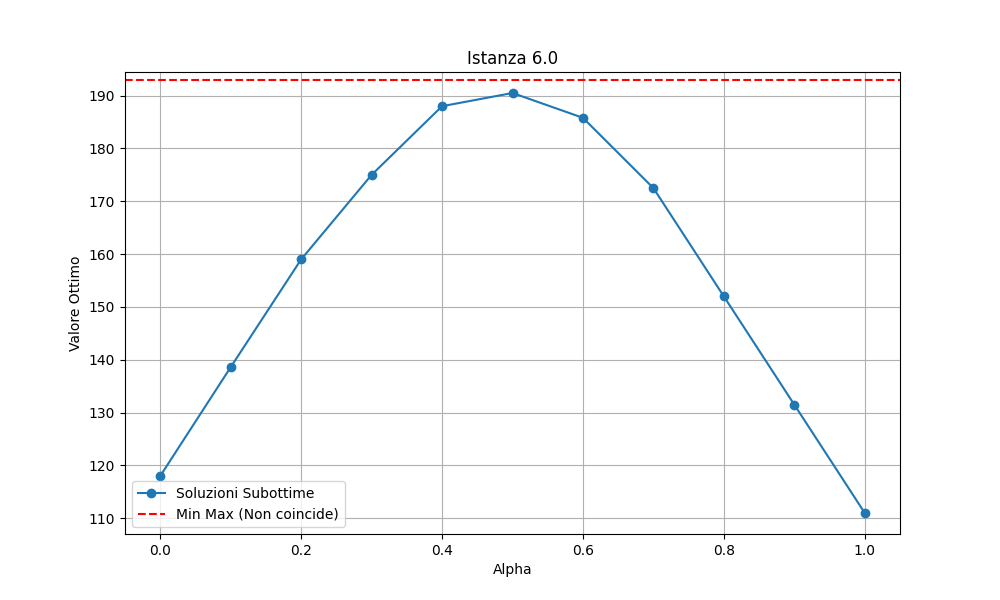 Istanza 6.0
Valore Ottimo
190
180
170
160
150
140
130
120
110
Soluzioni Subottime
Min Max (Non coincide)
0.0 0.2 0.4 0.6 0.8 1.0
Alpha